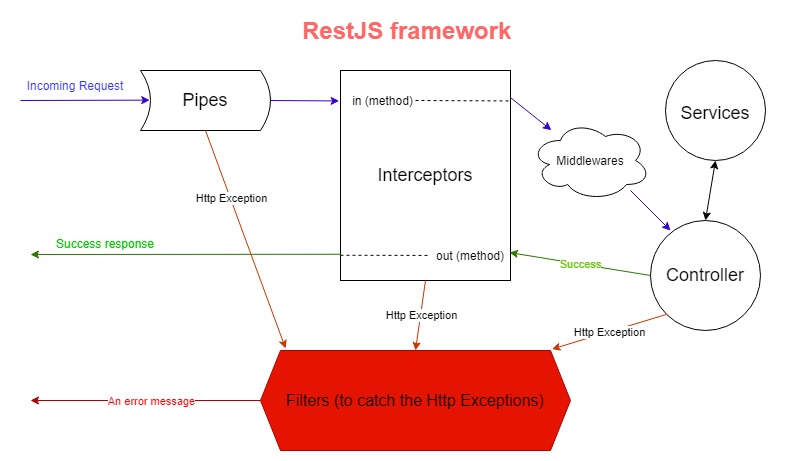 RestJS framework
Incoming Request
Pipes
in (method)
Services
Middlewares
Interceptors
Http Exception
Success response
out (method)
Success
Controller
Http Exception
Http Exception
An error message
Filters (to catch the Http Exceptions)